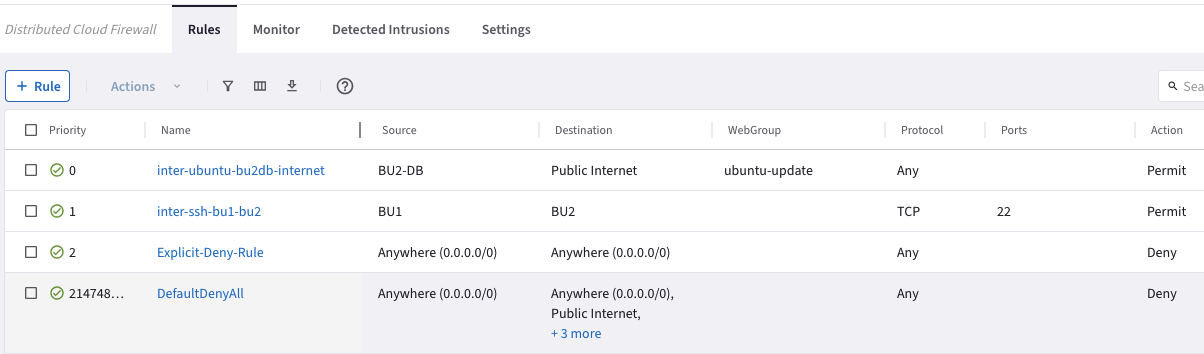 Distributed Cloud Firewall Rules Monitor Detected Intrusions Settings
+ Rule Actions Sea
Priority Name Source Destination WebGroup Protocol Ports Action
0 inter-ubuntu-bu2db-internet BU2-DB Public Internet ubuntu-update Any Permit
1 inter-ssh-bu1-bu2 BU1 BU2 TCP 22 Permit
2 Explicit-Deny-Rule Anywhere (0.0.0.0/0) Anywhere (0.0.0.0/0) Any Deny
214748... DefaultDenyAll Anywhere (0.0.0.0/0) Anywhere (0.0.0.0/0), Any Deny
Public Internet,
+ 3 more